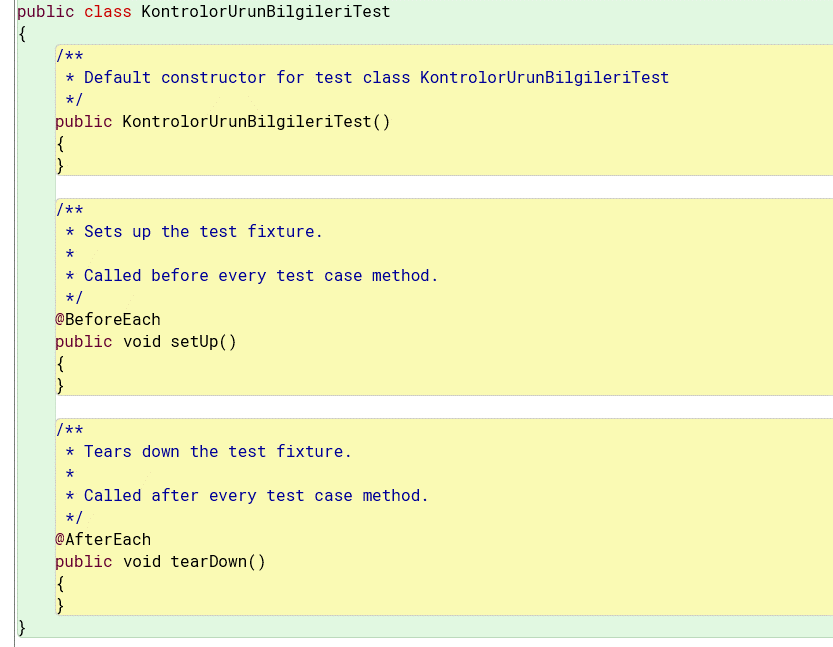 public class KontrolorUrunBilgileriTest
{
/**
* Default constructor for test class KontrolorUrunBilgileriTest
*/
public KontrolorUrunBilgileriTest()
{
}
/**
* Sets up the test fixture.
*
* Called before every test case method.
*/
@BeforeEach
public void setUp()
{
}
/**
* Tears down the test fixture.
*
* Called after every test case method.
*/
@AfterEach
public void tearDown()
{
}
}